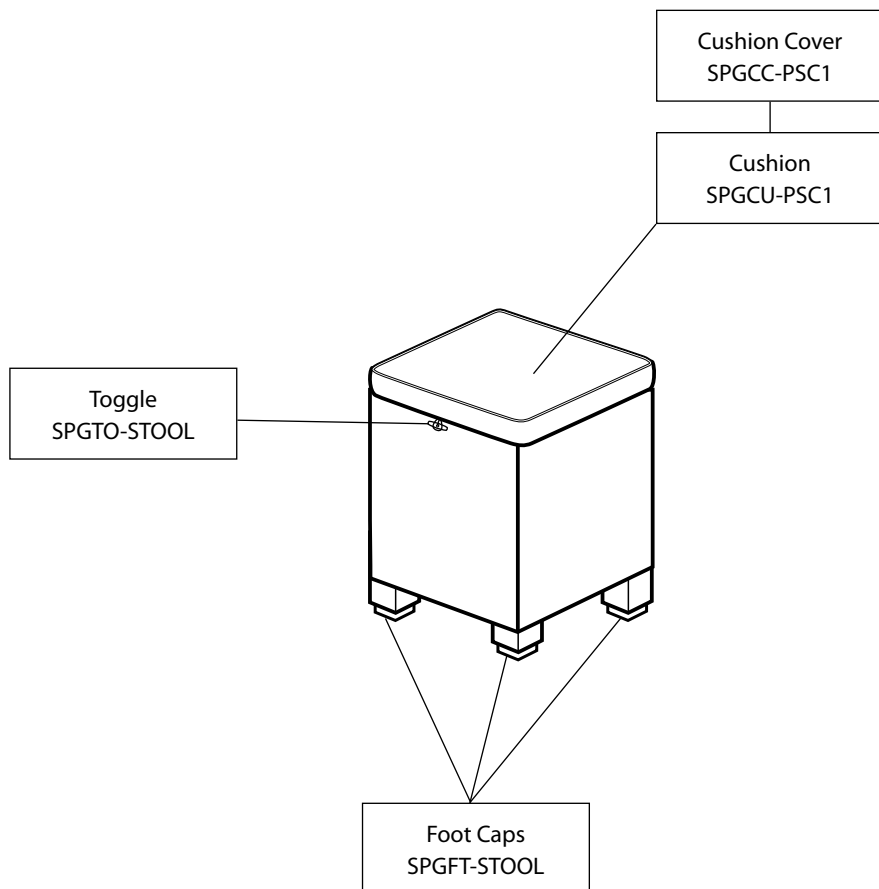 Cushion Cover
SPGCC-PSC1
Cushion
SPGCU-PSC1
Toggle
SPGTO-STOOL
Foot Caps
SPGFT-STOOL